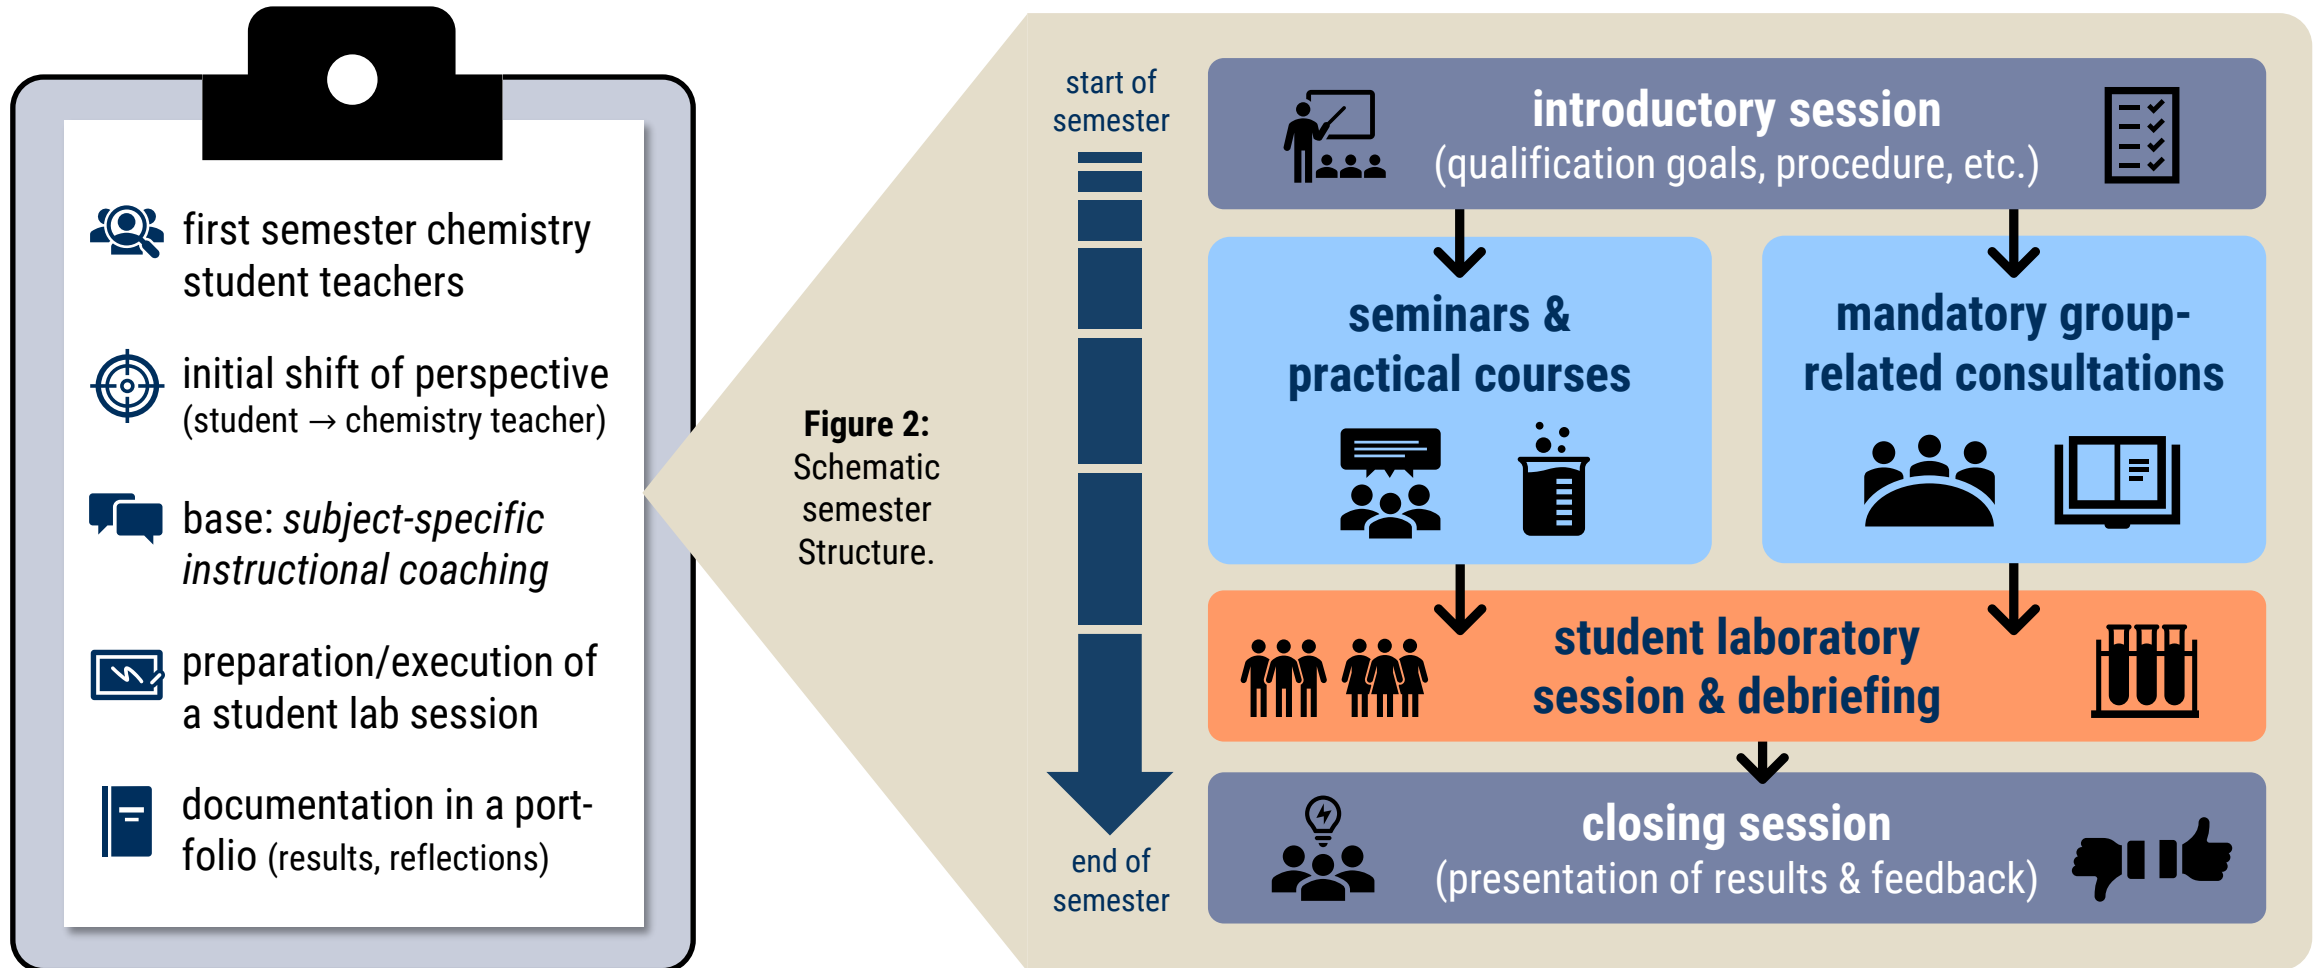 first semester chemistry
student teachers
initial shift of perspective
(student → chemistry teacher)
base: subject-specific
instructional coaching
preparation/execution of
a student lab session
documentation in a port-
folio (results, reflections)
Figure 2:
Schematic
semester
Structure.
start of
semester
end of
semester
introductory session
(qualification goals, procedure, etc.)
seminars &
practical courses
mandatory group-
related consultations
student laboratory
session & debriefing
closing session
(presentation of results & feedback)